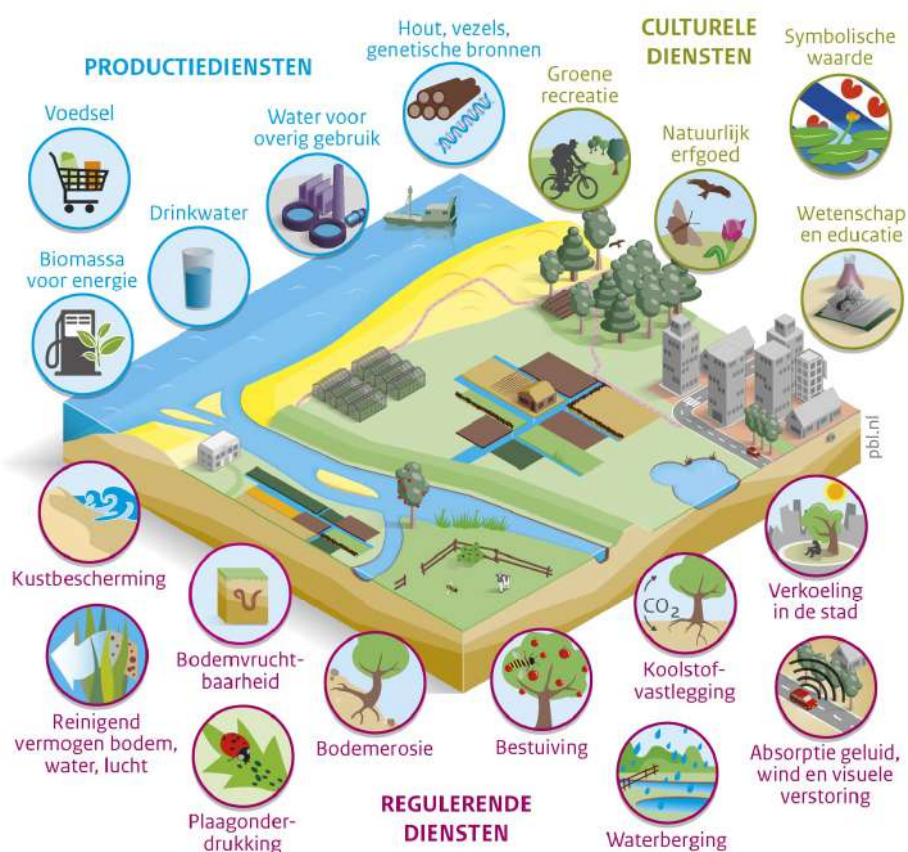 Hout, vezels,
genetische bronnen
CULTURELE
DIENSTEN
Symbolische
waarde
PRODUCTIEDIENSTEN
Groene
recreatie
Voedsel
Water voor
overig gebruik
Natuurlijk
erfgoed
Drinkwater
Wetenschap
en educatie
Biomassa
voor energie
pbl.nl
Kustbescherming
Verkoeling
in de stad
CO2
Bodemvrucht-
baarheid
Koolstof-
vastlegging
Reinigend
vermogen bodem,
water, lucht
Bodemerosie
Bestuiving
Absorptie geluid,
wind en visuele
verstoring
Plaagonder-
drukking
REGULERENDE
DIENSTEN
Waterberging